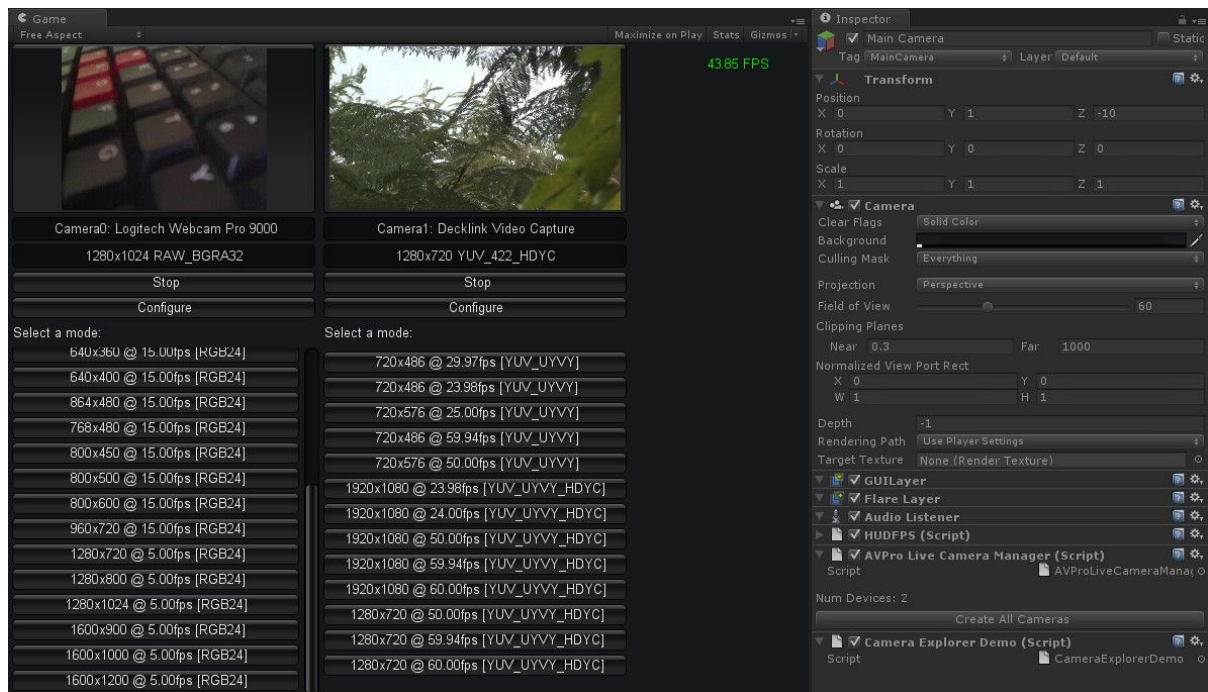 Game
Free Aspect
Maximize on Play Stats Gizmos
43.85 FPS
Camera0: Logitech Webcam Pro 9000
1280x1024 RAW_BGRA32
Stop
Configure
Select a mode:
640x360 @ 15.00fps [RGB24]
640x400 @ 15.00fps [RGB24]
864x480 @ 15.00fps [RGB24]
768x480 @ 15.00fps [RGB24]
800x450 @ 15.00fps [RGB24]
800x500 @ 15.00fps [RGB24]
800x600 @ 15.00fps [RGB24]
960x720 @ 15.00fps [RGB24]
1280x720 @ 5.00fps [RGB24]
1280x800 @ 5.00fps [RGB24]
1280x1024 @ 5.00fps [RGB24]
1600x900 @ 5.00fps [RGB24]
1600x1000 @ 5.00fps [RGB24]
1600x1200 @ 5.00fps [RGB24]
Camera1: Decklink Video Capture
1280x720 YUV_422_HDYC
Stop
Configure
Select a mode:
720x486 @ 29.97fps [YUV_UYVY]
720x486 @ 23.98fps [YUV_UYVY]
720x576 @ 25.00fps [YUV_UYVY]
720x486 @ 59.94fps [YUV_UYVY]
720x576 @ 50.00fps [YUV_UYVY]
1920x1080 @ 23.98fps [YUV_UYVY_HDYC]
1920x1080 @ 24.00fps [YUV_UYVY_HDYC]
1920x1080 @ 50.00fps [YUV_UYVY_HDYC]
1920x1080 @ 59.94fps [YUV_UYVY_HDYC]
1920x1080 @ 60.00fps [YUV_UYVY_HDYC]
1280x720 @ 50.00fps [YUV_UYVY_HDYC]
1280x720 @ 59.94fps [YUV_UYVY_HDYC]
1280x720 @ 60.00fps [YUV_UYVY_HDYC]
Inspector
Main Camera Static
Tag MainCamera Layer Default
Transform
Position
X 0 Y 1 Z -10
Rotation
X 0 Y 0 Z 0
Scale
X 1 Y 1 Z 1
Camera
Clear Flags Solid Color
Background
Culling Mask Everything
Projection Perspective
Field of View 60
Clipping Planes
Near 0.3 Far 1000
Normalized View Port Rect
X 0 Y 0
W 1 H 1
Depth -1
Rendering Path Use Player Settings
Target Texture None (Render Texture)
GUILayer
Flare Layer
Audio Listener
HUDFPS (Script)
AVPro Live Camera Manager (Script)
Script AVProLiveCameraManag
Num Devices: 2
Create All Cameras
Camera Explorer Demo (Script)
Script CameraExplorerDemo